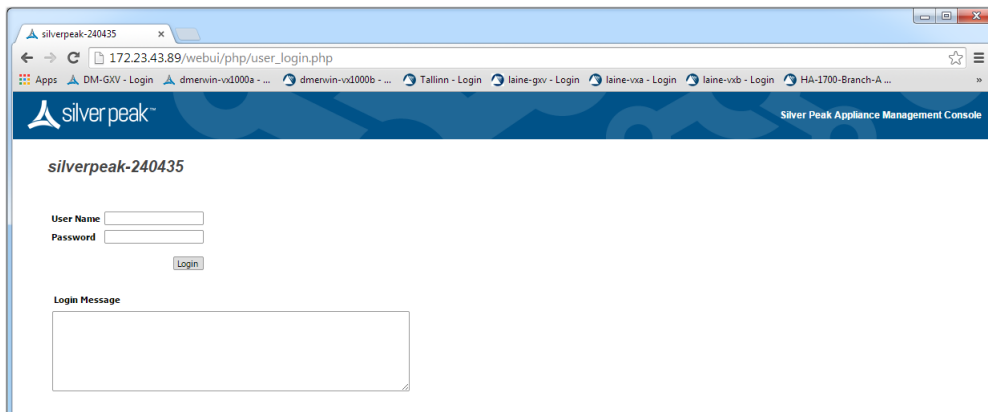 silverpeak-240435
172.23.43.89/webui/php/user_login.php
Apps DM-GXV - Login dmerwin-vx1000a - ... dmerwin-vx1000b - ... Tallinn - Login laine-gxv - Login laine-vxa - Login laine-vxb - Login HA-1700-Branch-A ... »
silver peak™ Silver Peak Appliance Management Console
silverpeak-240435
User Name
Password
Login
Login Message